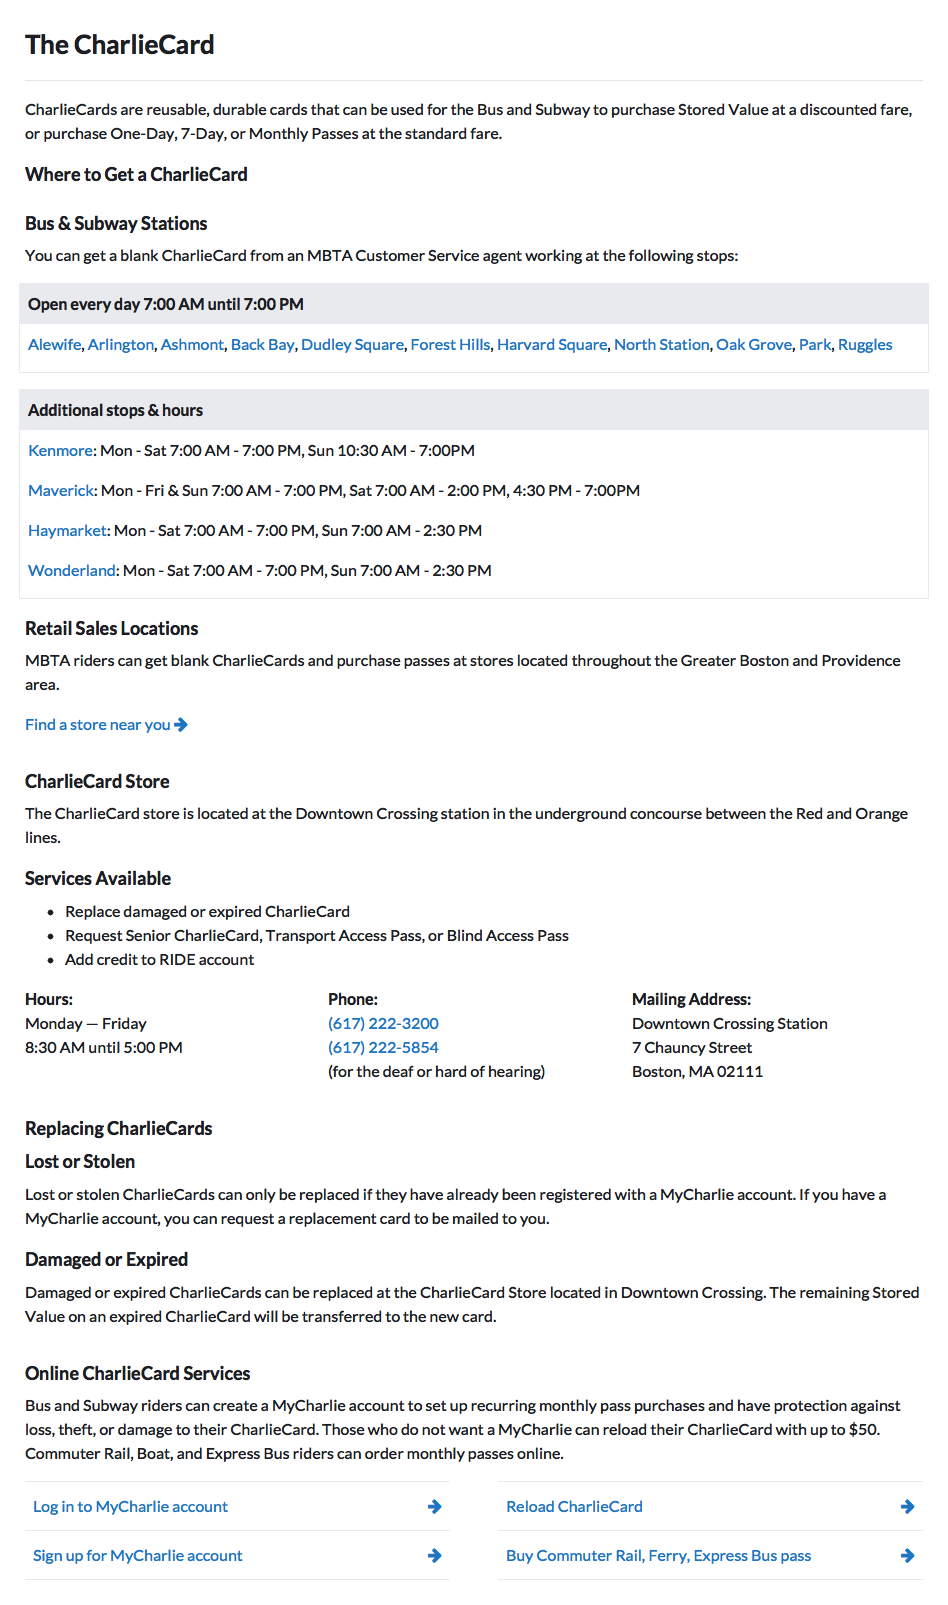 The CharlieCard
CharlieCards are reusable, durable cards that can be used for the Bus and Subway to purchase Stored Value at a discounted fare,
or purchase One-Day, 7-Day, or Monthly Passes at the standard fare.
Where to Get a CharlieCard
Bus & Subway Stations
You can get a blank CharlieCard from an MBTA Customer Service agent working at the following stops:
Open every day 7:00 AM until 7:00 PM
Alewife, Arlington, Ashmont, Back Bay, Dudley Square, Forest Hills, Harvard Square, North Station, Oak Grove, Park, Ruggles
Additional stops & hours
Kenmore: Mon - Sat 7:00 AM - 7:00 PM, Sun 10:30 AM - 7:00PM
Maverick: Mon - Fri & Sun 7:00 AM - 7:00 PM, Sat 7:00 AM - 2:00 PM, 4:30 PM - 7:00PM
Haymarket: Mon - Sat 7:00 AM - 7:00 PM, Sun 7:00 AM - 2:30 PM
Wonderland: Mon - Sat 7:00 AM - 7:00 PM, Sun 7:00 AM - 2:30 PM
Retail Sales Locations
MBTA riders can get blank CharlieCards and purchase passes at stores located throughout the Greater Boston and Providence
area.
Find a store near you
CharlieCard Store
The CharlieCard store is located at the Downtown Crossing station in the underground concourse between the Red and Orange
lines.
Services Available
• Replace damaged or expired CharlieCard
• Request Senior CharlieCard, Transport Access Pass, or Blind Access Pass
• Add credit to RIDE account
Hours:
Monday — Friday
8:30 AM until 5:00 PM
Phone:
(617) 222-3200
(617) 222-5854
(for the deaf or hard of hearing)
Mailing Address:
Downtown Crossing Station
7 Chauncy Street
Boston, MA 02111
Replacing CharlieCards
Lost or Stolen
Lost or stolen CharlieCards can only be replaced if they have already been registered with a MyCharlie account. If you have a
MyCharlie account, you can request a replacement card to be mailed to you.
Damaged or Expired
Damaged or expired CharlieCards can be replaced at the CharlieCard Store located in Downtown Crossing. The remaining Stored
Value on an expired CharlieCard will be transferred to the new card.
Online CharlieCard Services
Bus and Subway riders can create a MyCharlie account to set up recurring monthly pass purchases and have protection against
loss, theft, or damage to their CharlieCard. Those who do not want a MyCharlie can reload their CharlieCard with up to $50.
Commuter Rail, Boat, and Express Bus riders can order monthly passes online.
Log in to MyCharlie account
Reload CharlieCard
Sign up for MyCharlie account
Buy Commuter Rail, Ferry, Express Bus pass